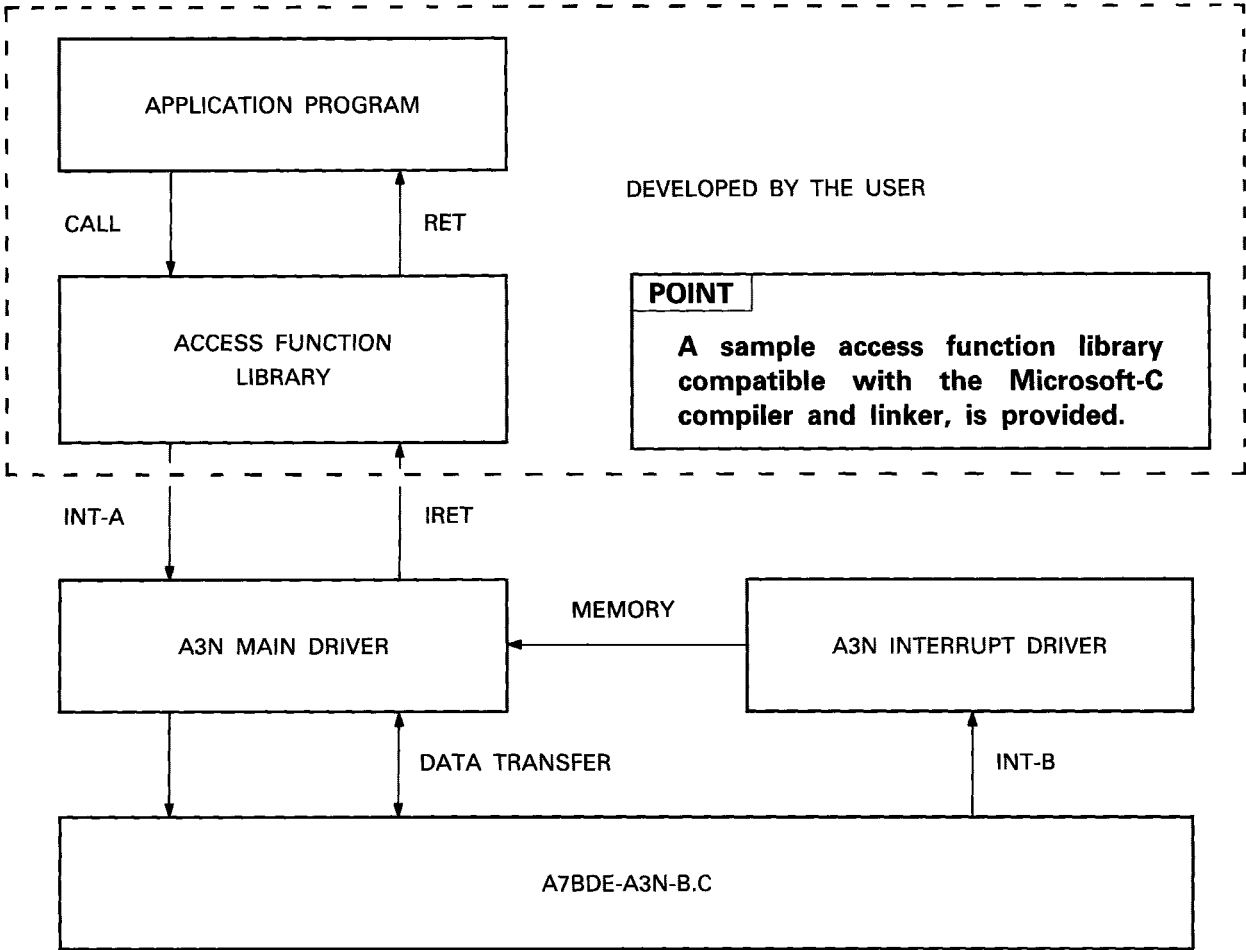 APPLICATION PROGRAM
DEVELOPED BY THE USER
CALL
RET
POINT
A sample access function library
compatible with the Microsoft-C
compiler and linker, is provided.
ACCESS FUNCTION
LIBRARY
INT-A
IRET
MEMORY
A3N MAIN DRIVER
A3N INTERRUPT DRIVER
DATA TRANSFER
INT-B
A7BDE-A3N-B.C